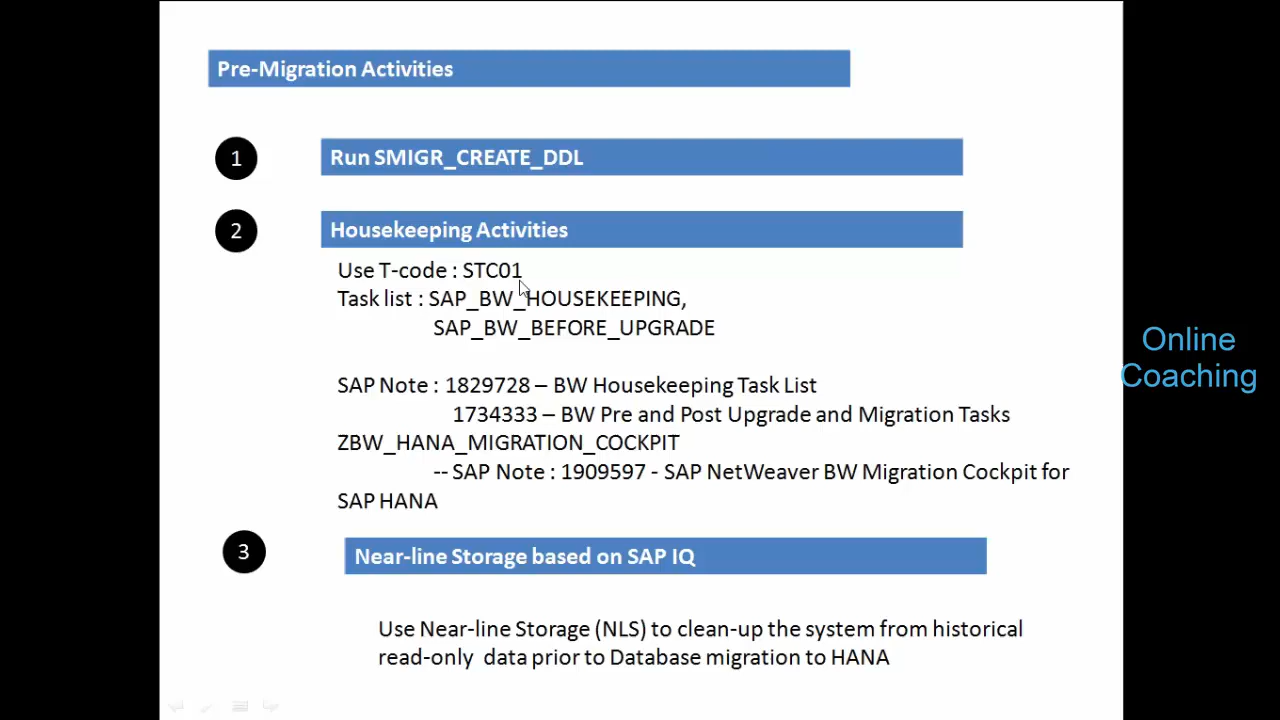 Pre-Migration Activities
1
Run SMIGR_CREATE_DDL
2
Housekeeping Activities
Use T-code : STC01
Task list : SAP_BW_HOUSEKEEPING,
SAP_BW_BEFORE_UPGRADE
SAP Note : 1829728 – BW Housekeeping Task List
1734333 – BW Pre and Post Upgrade and Migration Tasks
ZBW_HANA_MIGRATION_COCKPIT
-- SAP Note : 1909597 - SAP NetWeaver BW Migration Cockpit for
SAP HANA
3
Near-line Storage based on SAP IQ
Use Near-line Storage (NLS) to clean-up the system from historical
read-only data prior to Database migration to HANA
Online
Coaching